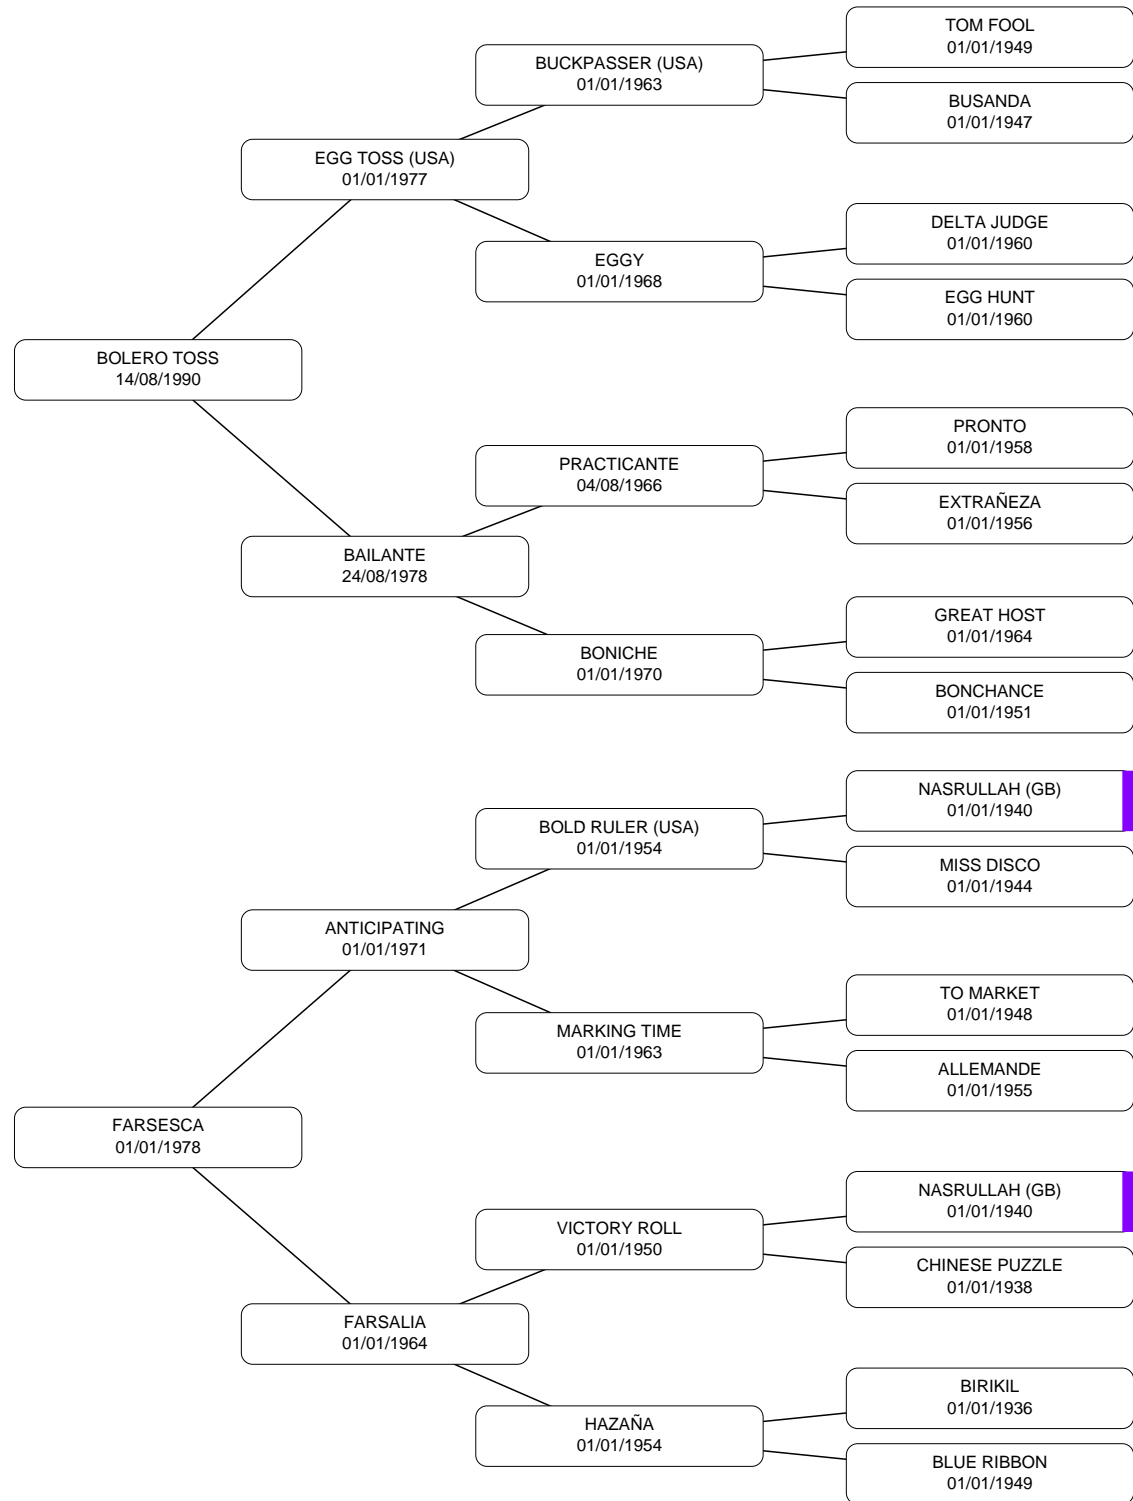 TOM FOOL
01/01/1949
BUCKPASSER (USA)
01/01/1963
BUSANDA
01/01/1947
EGG TOSS (USA)
01/01/1977
DELTA JUDGE
01/01/1960
EGGY
01/01/1968
EGG HUNT
01/01/1960
BOLERO TOSS
14/08/1990
PRONTO
01/01/1958
PRACTICANTE
04/08/1966
EXTRAÑEZA
01/01/1956
BAILANTE
24/08/1978
GREAT HOST
01/01/1964
BONICHE
01/01/1970
BONCHANCE
01/01/1951
NASRULLAH (GB)
01/01/1940
BOLD RULER (USA)
01/01/1954
MISS DISCO
01/01/1944
ANTICIPATING
01/01/1971
TO MARKET
01/01/1948
MARKING TIME
01/01/1963
ALLEMANDE
01/01/1955
FARSESCA
01/01/1978
NASRULLAH (GB)
01/01/1940
VICTORY ROLL
01/01/1950
CHINESE PUZZLE
01/01/1938
FARSALIA
01/01/1964
BIRIKIL
01/01/1936
HAZAÑA
01/01/1954
BLUE RIBBON
01/01/1949